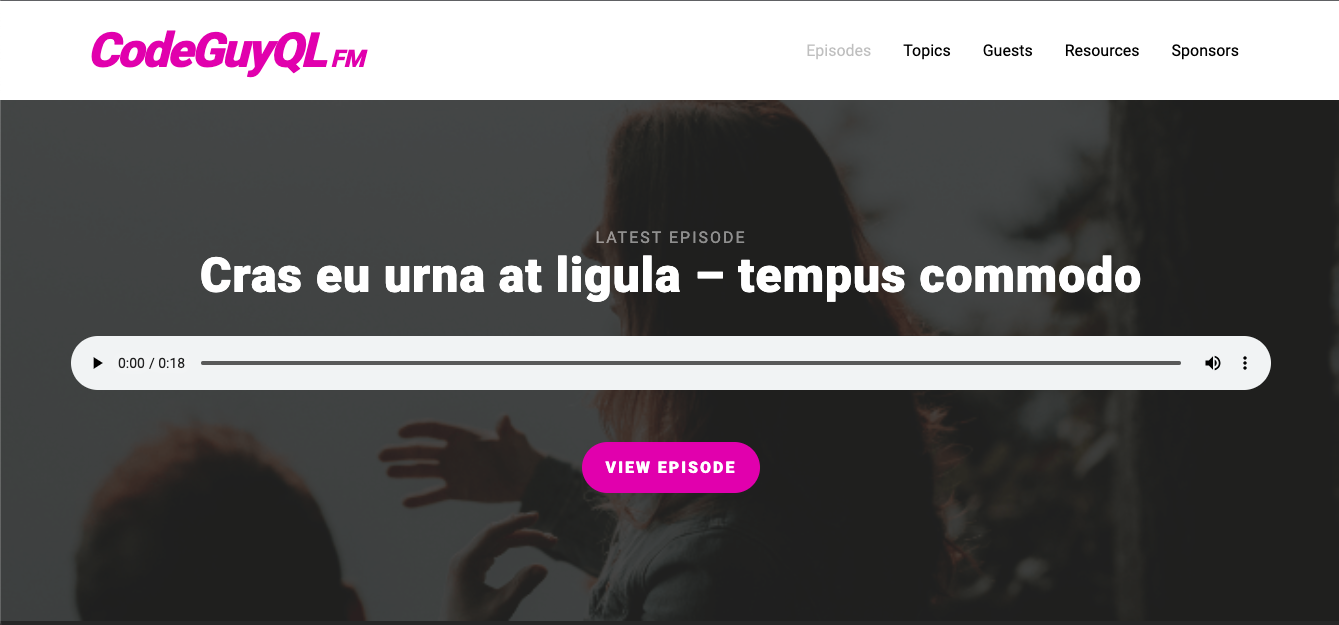 CodeGuyQL FM
Episodes Topics Guests Resources Sponsors
LATEST EPISODE
Cras eu urna at ligula – tempus commodo
0:00 / 0:18
VIEW EPISODE